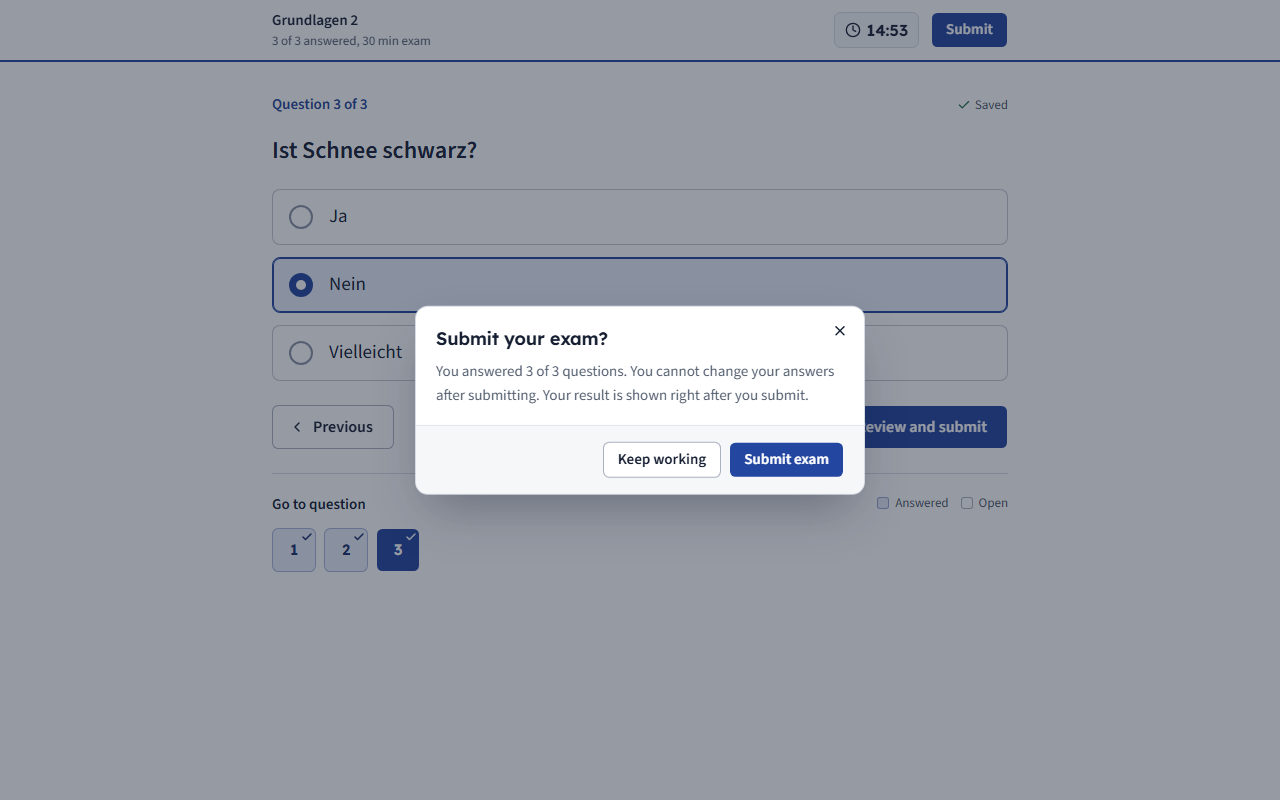 Grundlagen 2
3 of 3 answered, 30 min exam
14:53
Submit
Question 3 of 3
Saved
Ist Schnee schwarz?
Ja
Nein
Vielleicht
Submit your exam?
You answered 3 of 3 questions. You cannot change your answers
after submitting. Your result is shown right after you submit.
Keep working
Submit exam
Previous
eview and submit
Go to question
Answered
Open
1
2
3